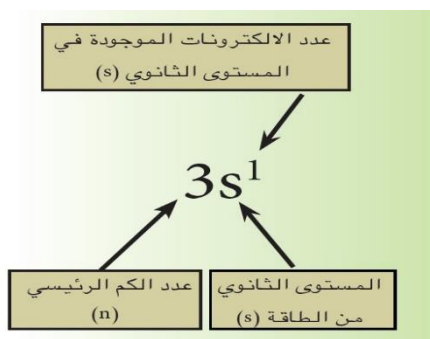 عدد الالكترونات الموجودة في
المستوى الثانوي (s)
3s¹
المستوى الثانوي
من الطاقة (s)
عدد الكم الرئيسي
(n)